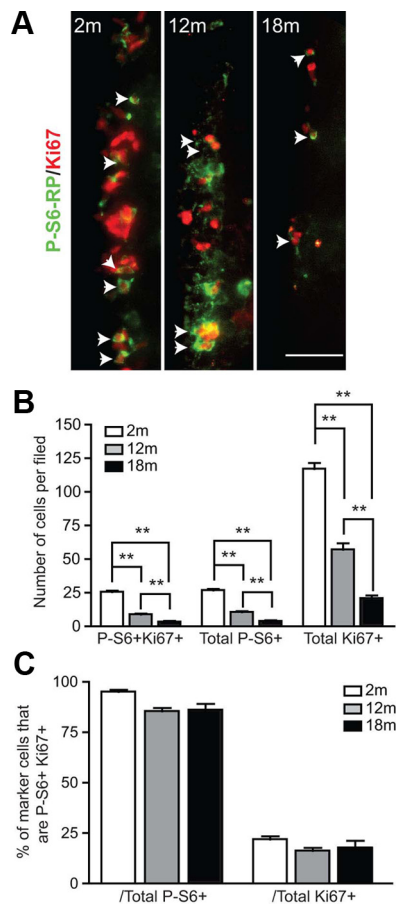 A
2m
12m
18m
P-S6-RP/Ki67
B
Number of cells per filed
150
125
100
75
50
25
0
2m
12m
18m
**
**
**
**
**
**
**
**
**
P-S6+Ki67+
Total P-S6+
Total Ki67+
C
% of marker cells that
are P-S6+ Ki67+
100
75
50
25
0
2m
12m
18m
/Total P-S6+
/Total Ki67+